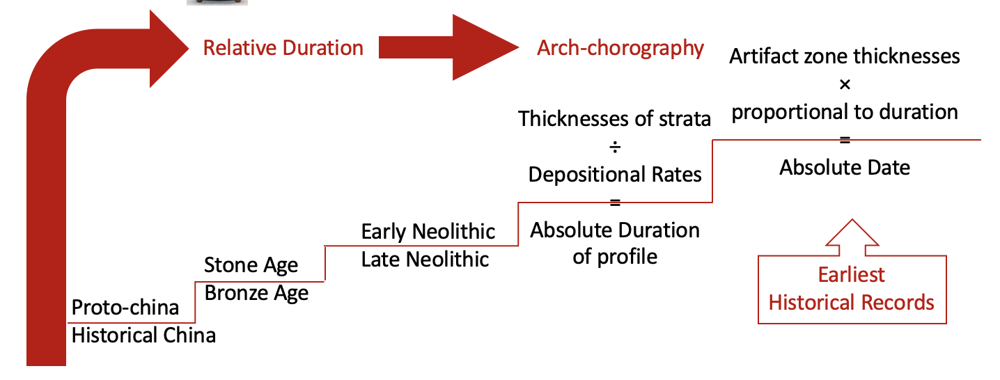 Relative Duration
Arch-chorography
Artifact zone thicknesses
×
proportional to duration
=
Absolute Date
Thicknesses of strata
÷
Depositional Rates
=
Absolute Duration
of profile
Early Neolithic
Late Neolithic
Stone Age
Bronze Age
Proto-china
Historical China
Earliest
Historical Records